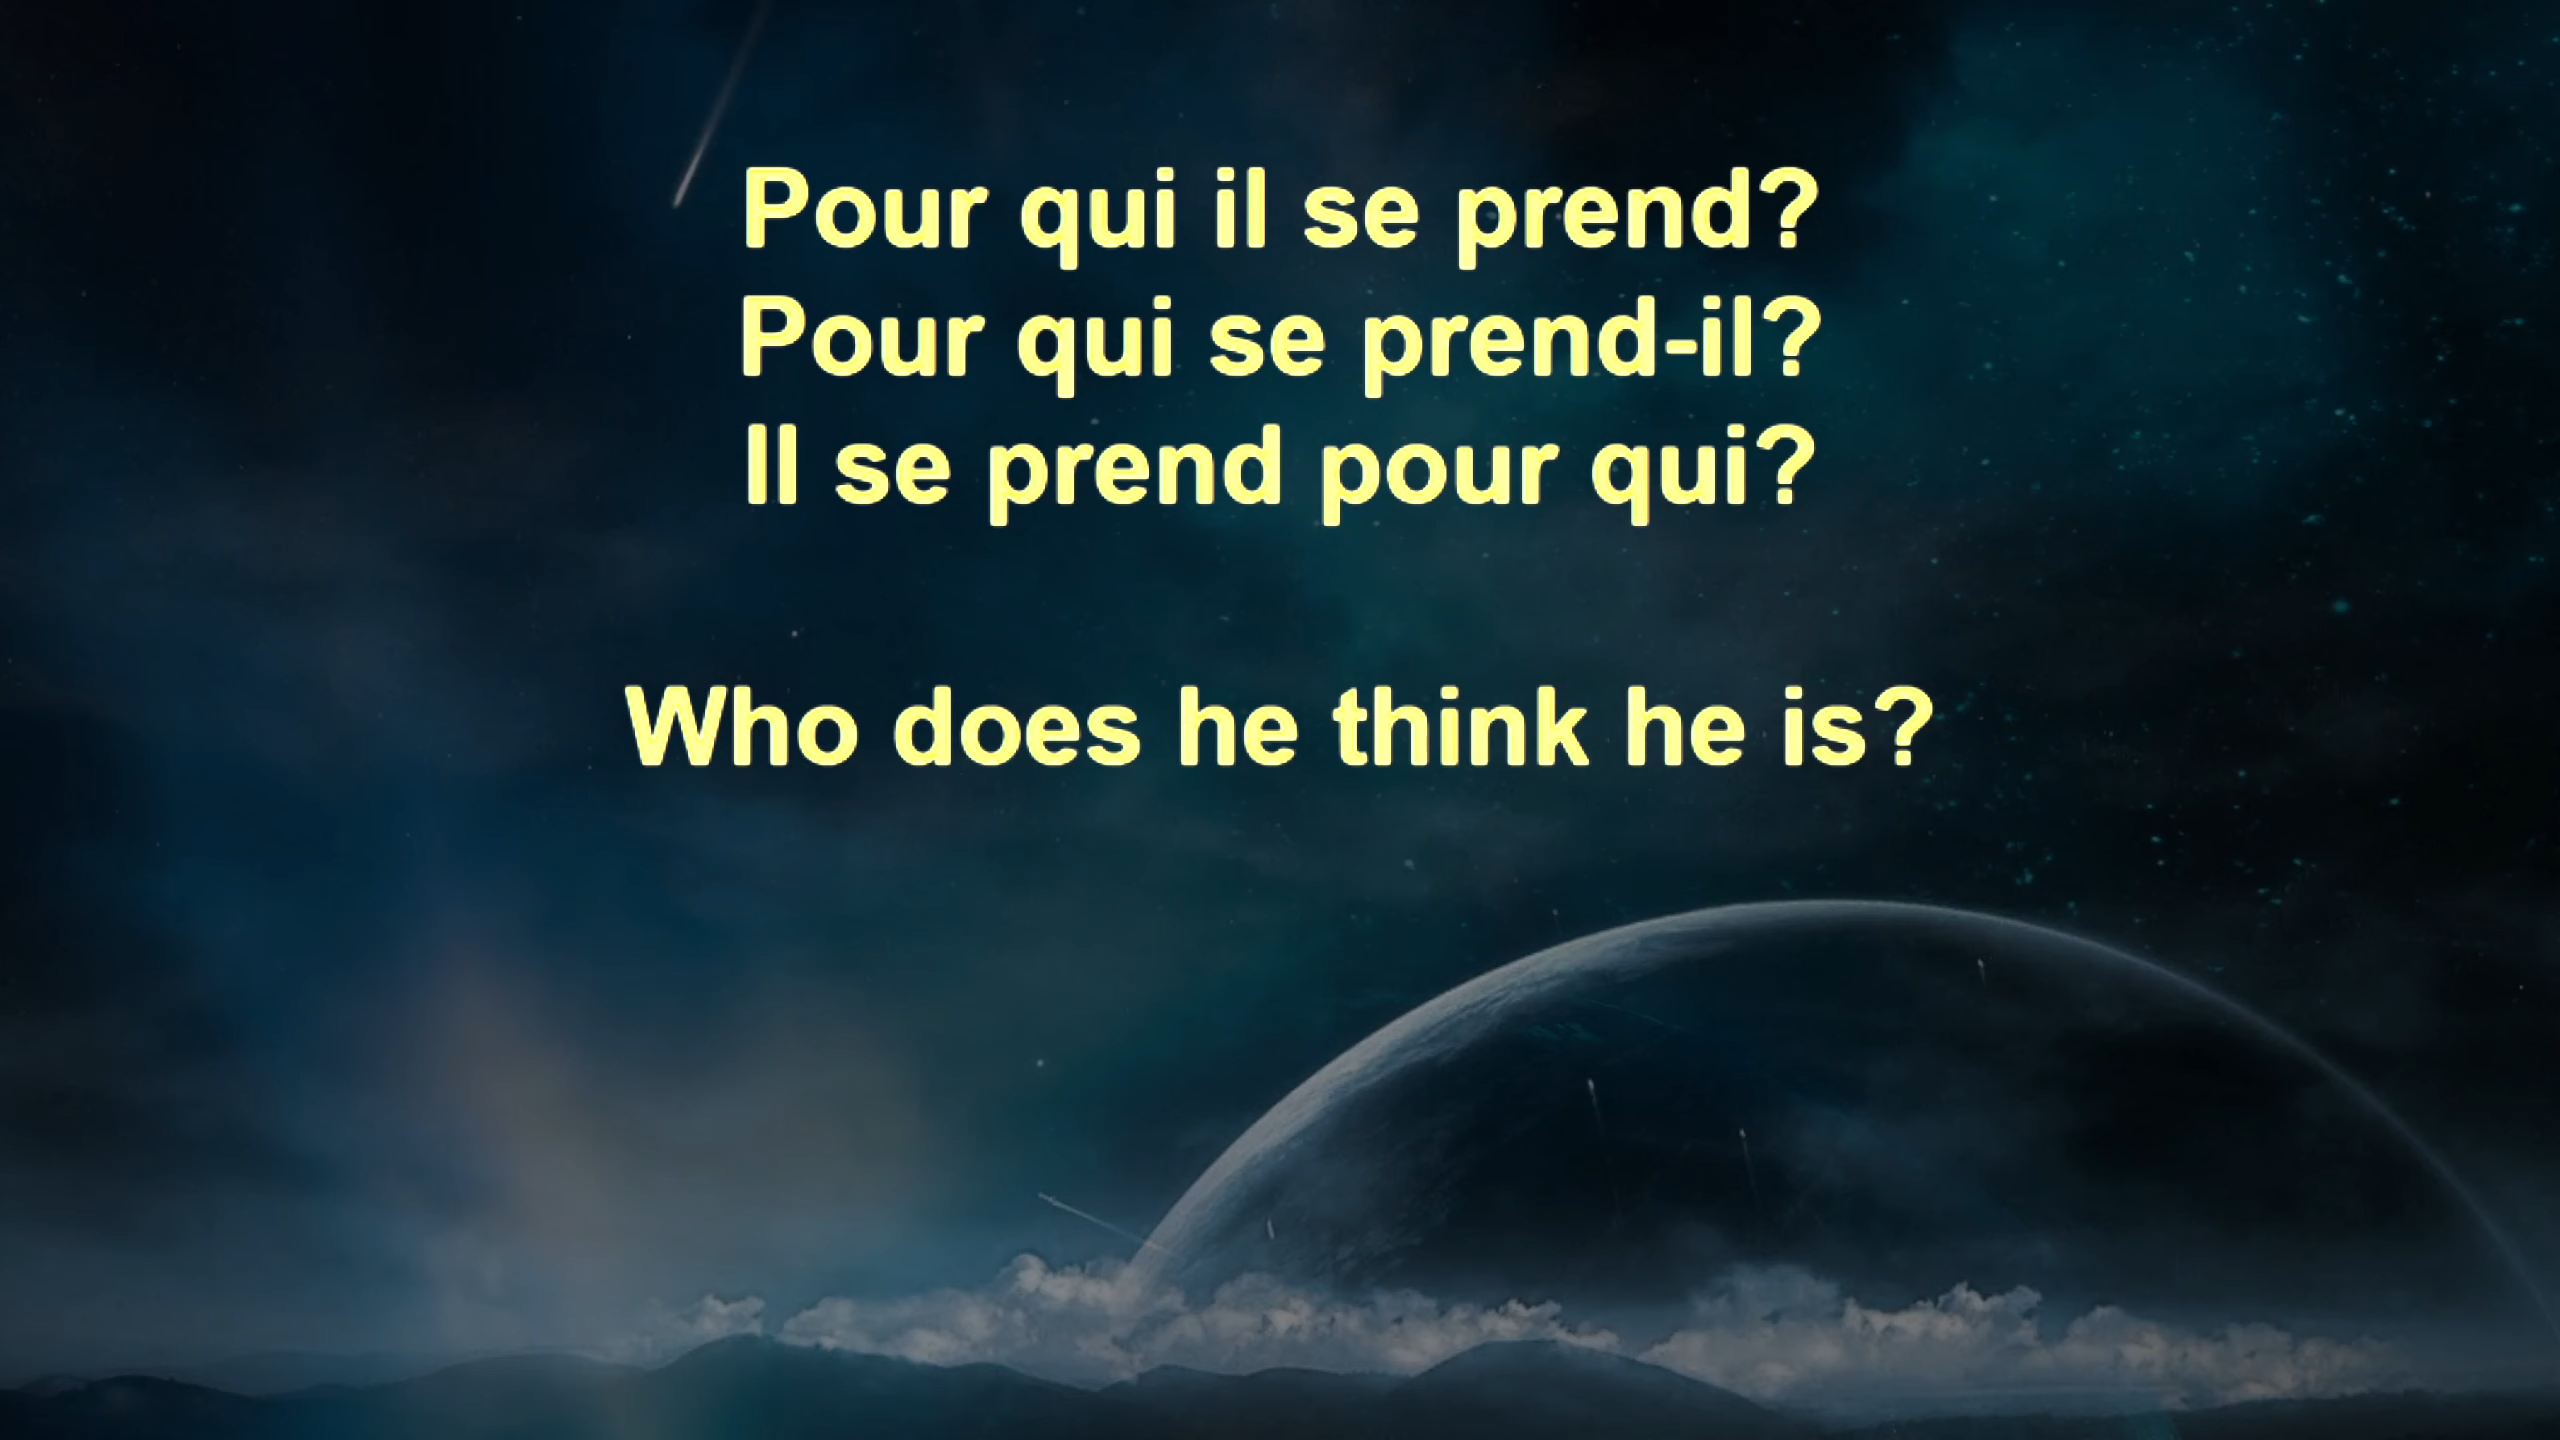 Pour qui il se prend?
Pour qui se prend-il?
Il se prend pour qui?
Who does he think he is?